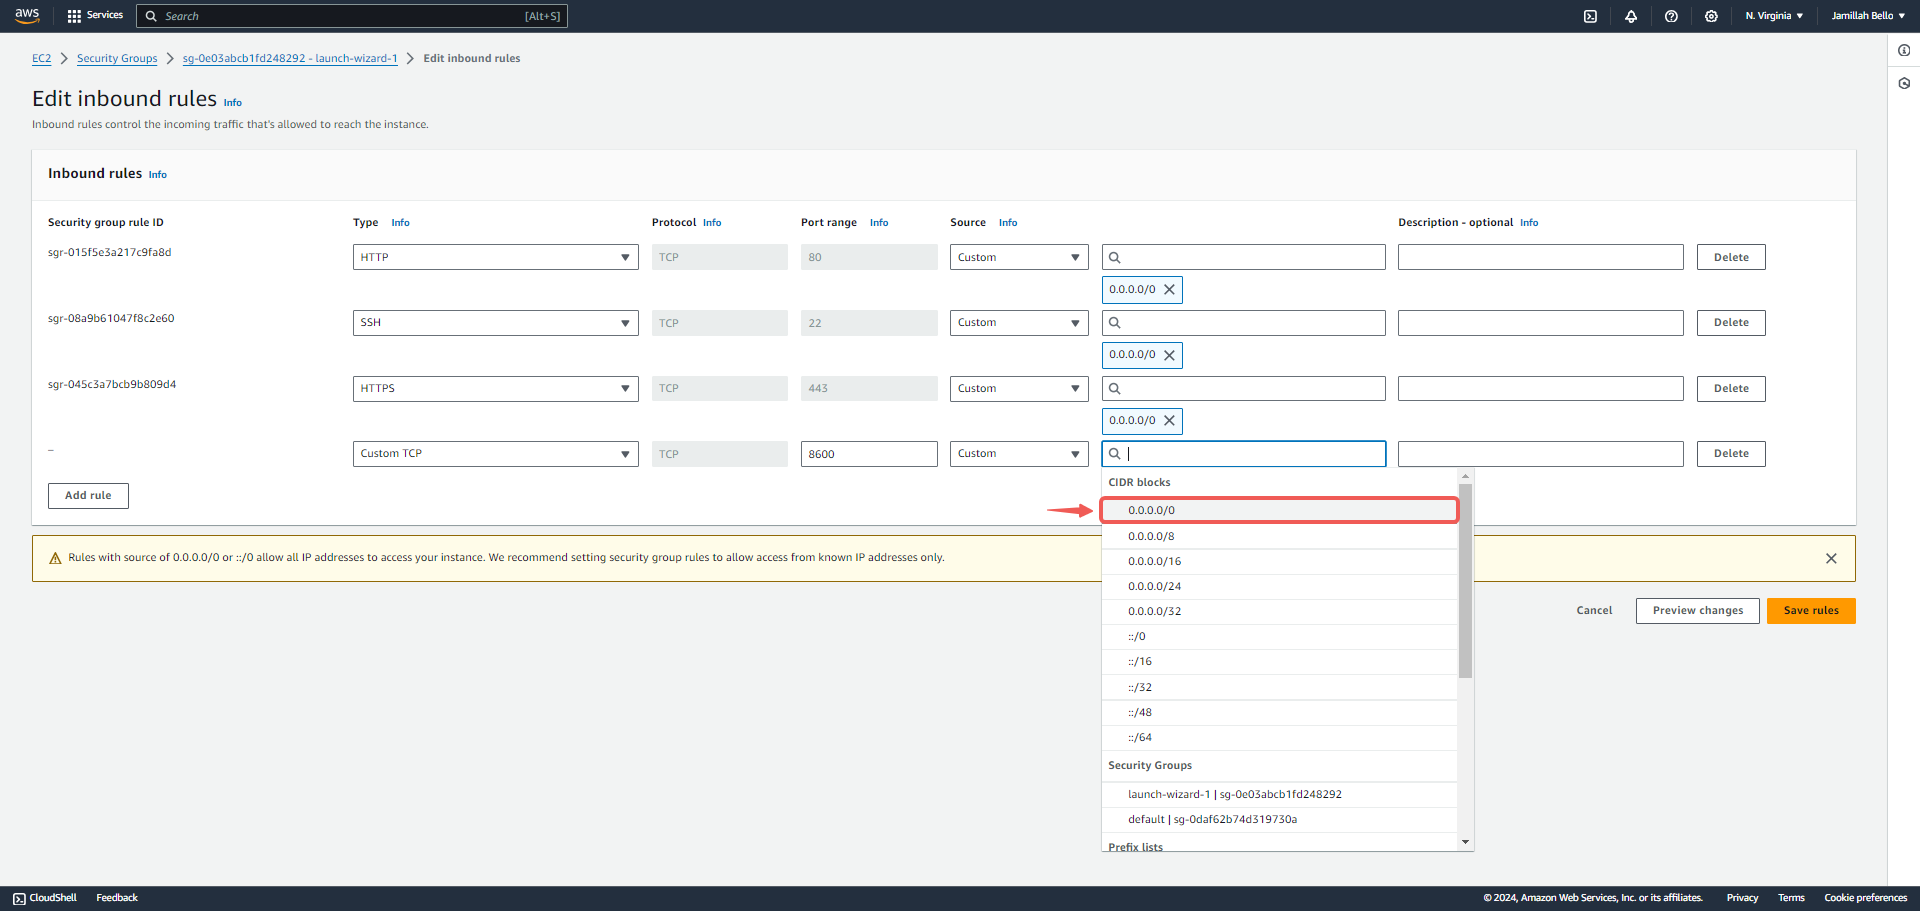 aws Services Search [Alt+S] N. Virginia Jamillah Bello
EC2 Security Groups sg-0e03abcb1fd248292 - launch-wizard-1 Edit inbound rules
Edit inbound rules Info
Inbound rules control the incoming traffic that's allowed to reach the instance.
Inbound rules Info
Security group rule ID Type Info Protocol Info Port range Info Source Info Description - optional Info
sgr-015f5e3a217c9fa8d HTTP TCP 80 Custom Delete
0.0.0.0/0
sgr-08a9b61047f8c2e60 SSH TCP 22 Custom Delete
0.0.0.0/0
sgr-045c3a7bcb9b809d4 HTTPS TCP 443 Custom Delete
0.0.0.0/0
– Custom TCP TCP 8600 Custom Delete
Add rule
CIDR blocks
0.0.0.0/0
0.0.0.0/8
0.0.0.0/16
0.0.0.0/24
0.0.0.0/32
::/0
::/16
::/32
::/48
::/64
Security Groups
launch-wizard-1 | sg-0e03abcb1fd248292
default | sg-0daf62b74d319730a
Prefix lists
Rules with source of 0.0.0.0/0 or ::/0 allow all IP addresses to access your instance. We recommend setting security group rules to allow access from known IP addresses only.
Cancel Preview changes Save rules
CloudShell Feedback © 2024, Amazon Web Services, Inc. or its affiliates. Privacy Terms Cookie preferences